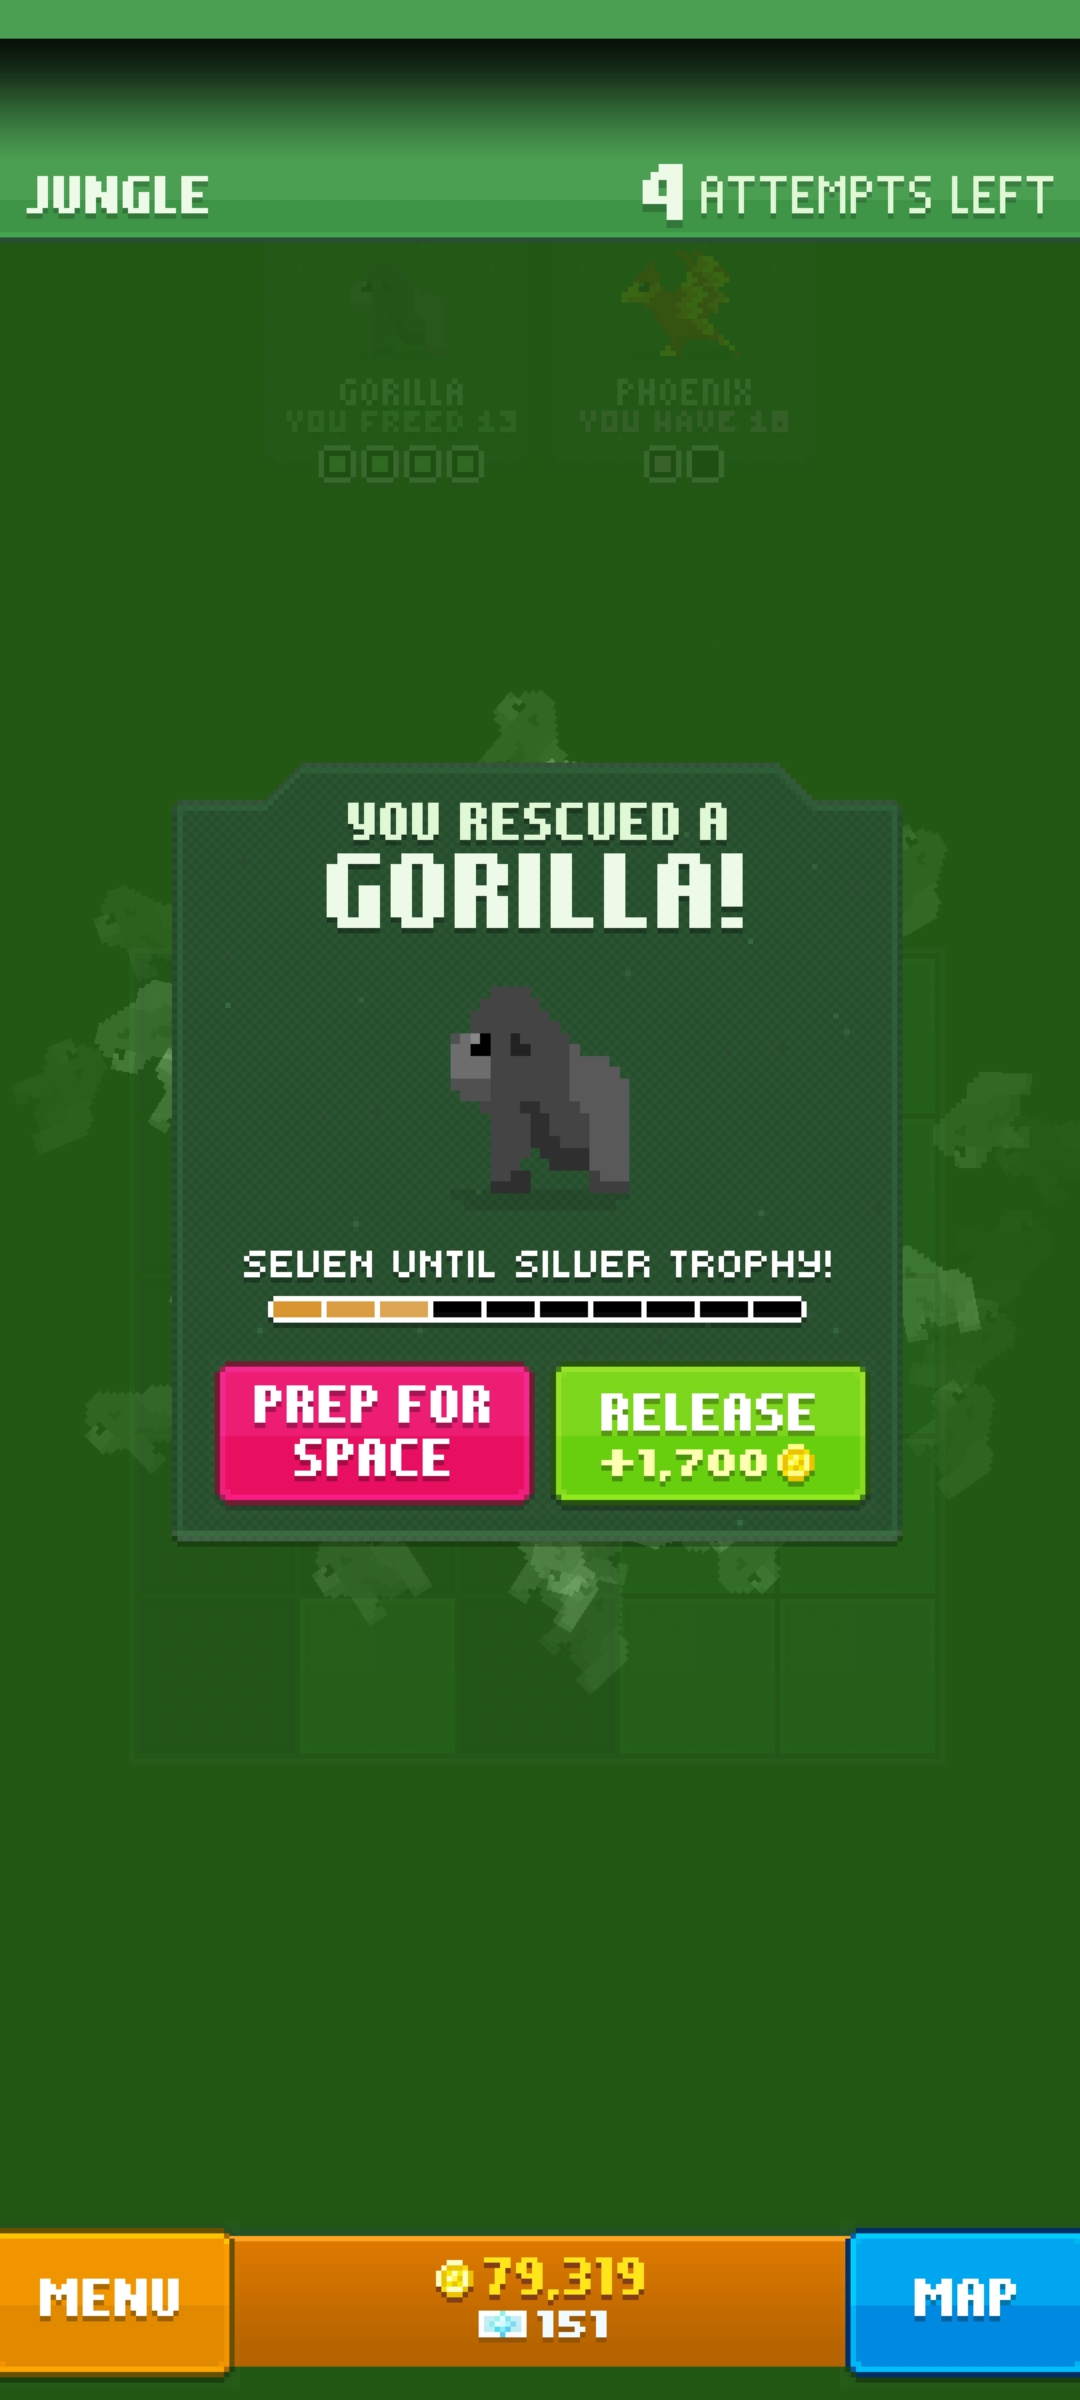 JUNGLE
4 ATTEMPTS LEFT
GORILLA
YOU FREED 13
PHOENIX
YOU HAVE 18
YOU RESCUED A
GORILLA!
SEVEN UNTIL SILVER TROPHY!
PREP FOR
SPACE
RELEASE
+1,700
MENU
79,319
151
MAP